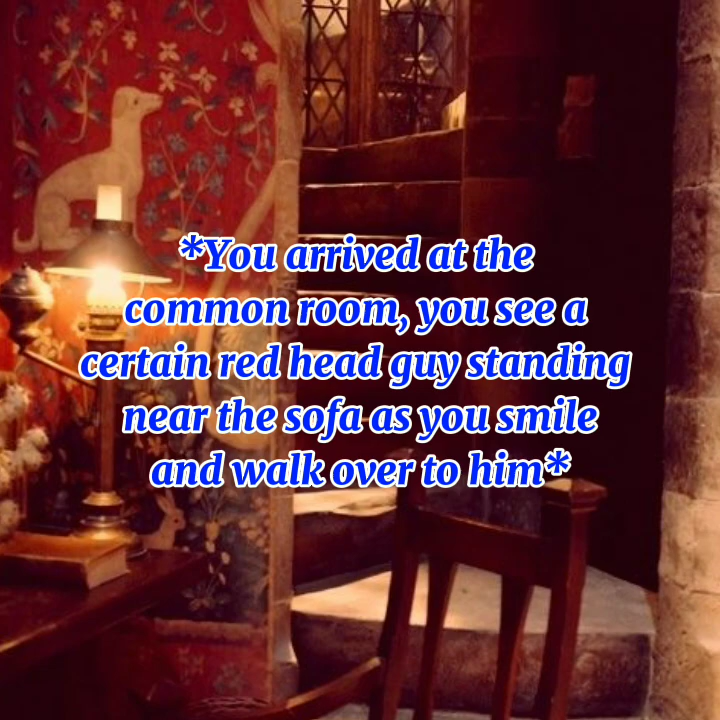 *You arrived at the
common room, you see a
certain red head guy standing
near the sofa as you smile
and walk over to him*